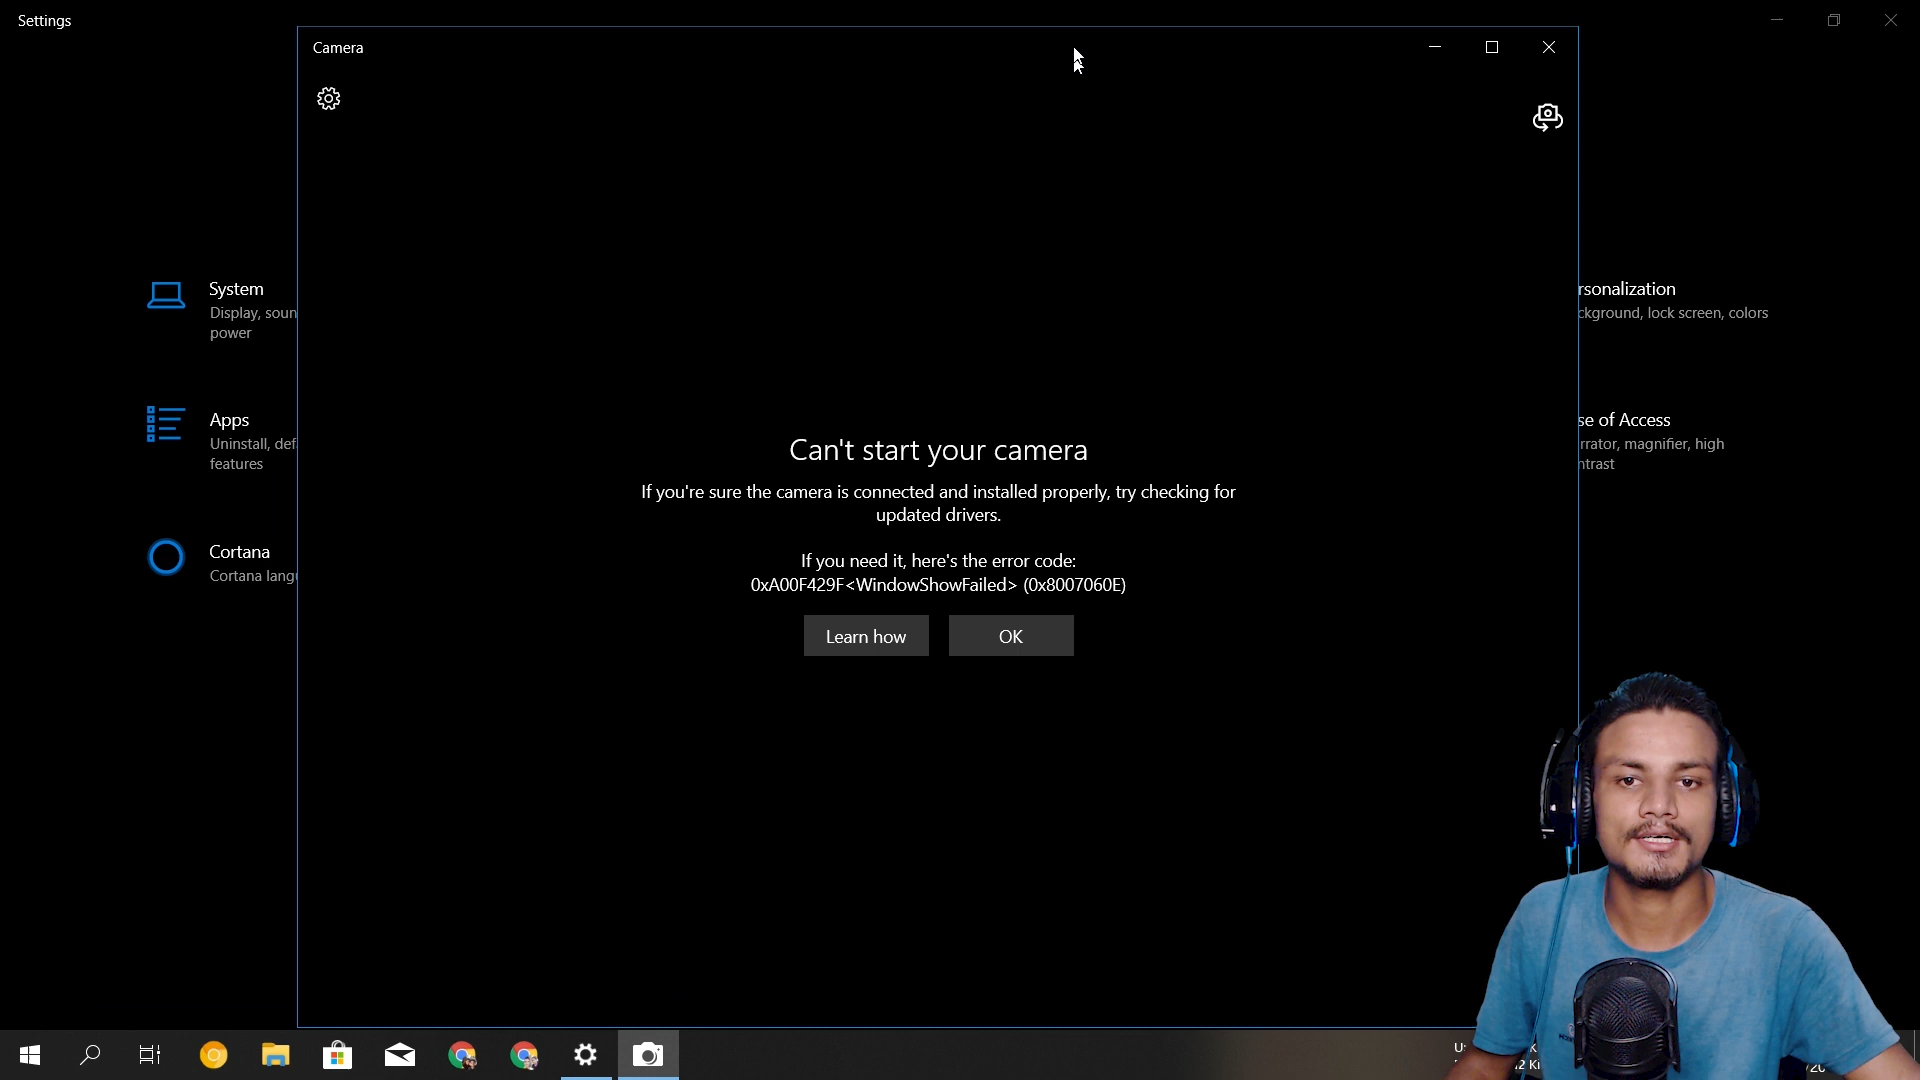 Settings
Camera
System
Display, soun
power
rsonalization
ckground, lock screen, colors
Apps
Uninstall, def
features
se of Access
rrator, magnifier, high
ntrast
Cortana
Cortana langu
Can't start your camera
If you're sure the camera is connected and installed properly, try checking for
updated drivers.
If you need it, here's the error code:
0xA00F429F<WindowShowFailed> (0x8007060E)
Learn how
OK